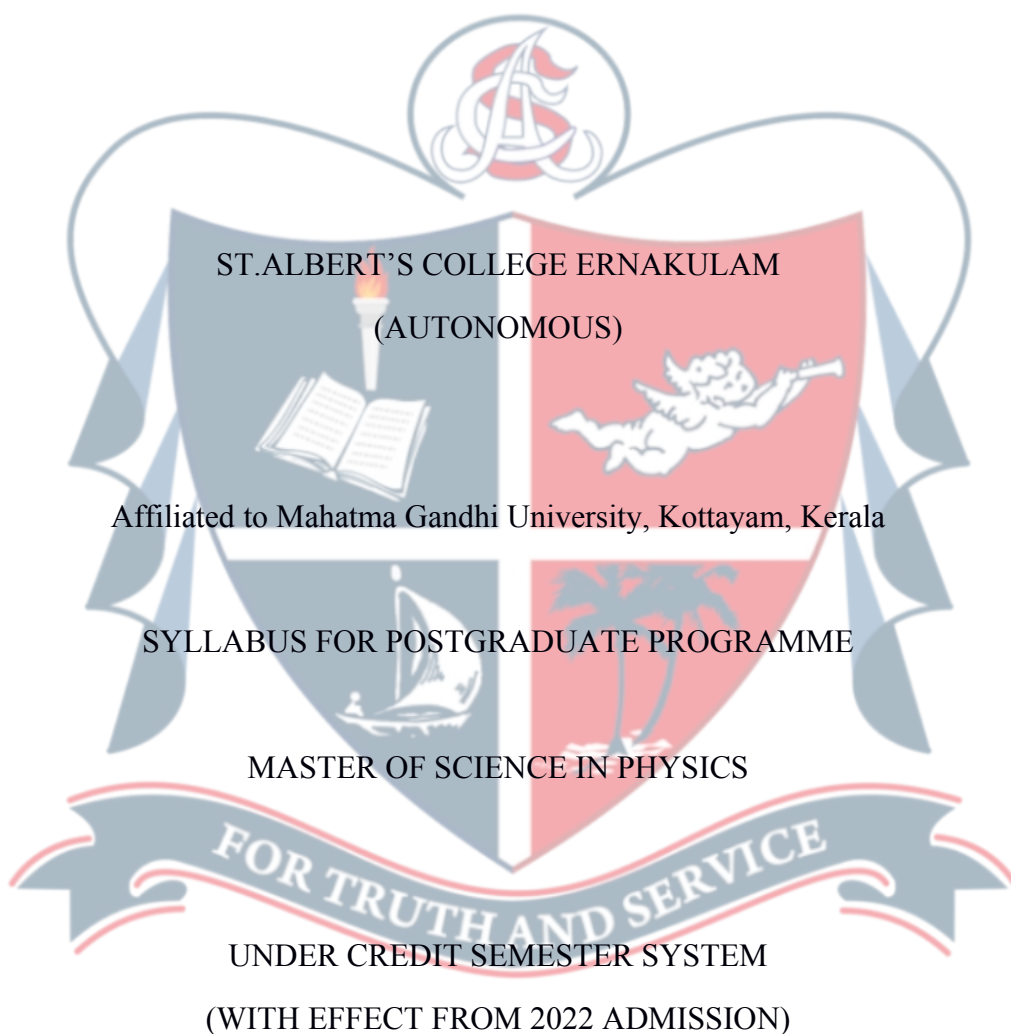 ST.ALBERT’S COLLEGE ERNAKULAM
(AUTONOMOUS)
Affiliated to Mahatma Gandhi University, Kottayam, Kerala
SYLLABUS FOR POSTGRADUATE PROGRAMME
MASTER OF SCIENCE IN PHYSICS
FOR TRUTH AND SERVICE
UNDER CREDIT SEMESTER SYSTEM
(WITH EFFECT FROM 2022 ADMISSION)